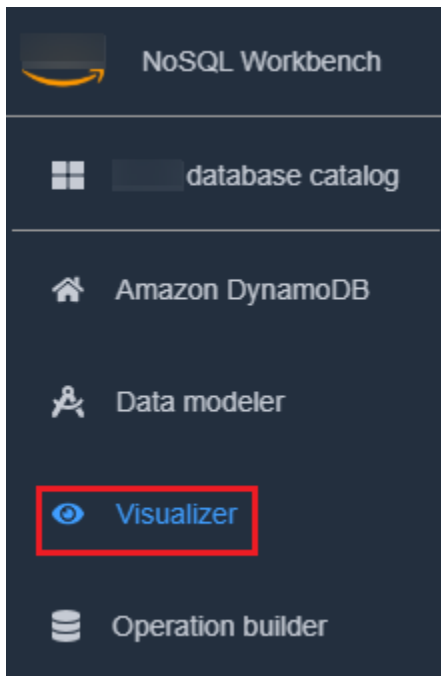 NoSQL Workbench
database catalog
Amazon DynamoDB
Data modeler
Visualizer
Operation builder